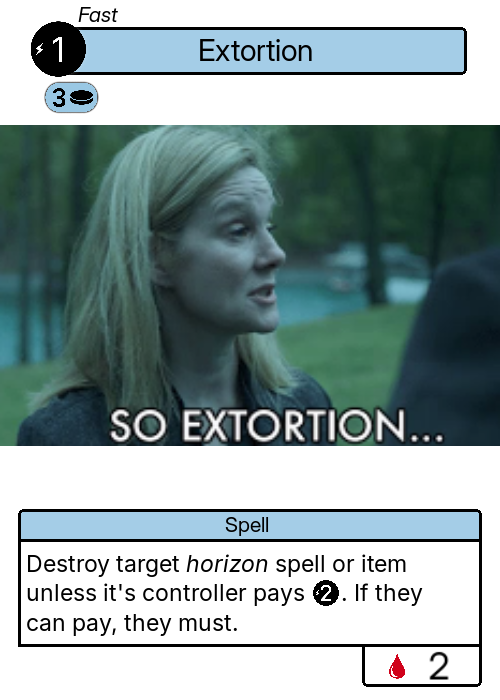 Fast
1
Extortion
3
SO EXTORTION...
Spell
Destroy target horizon spell or item
unless it's controller pays 2. If they
can pay, they must.
2